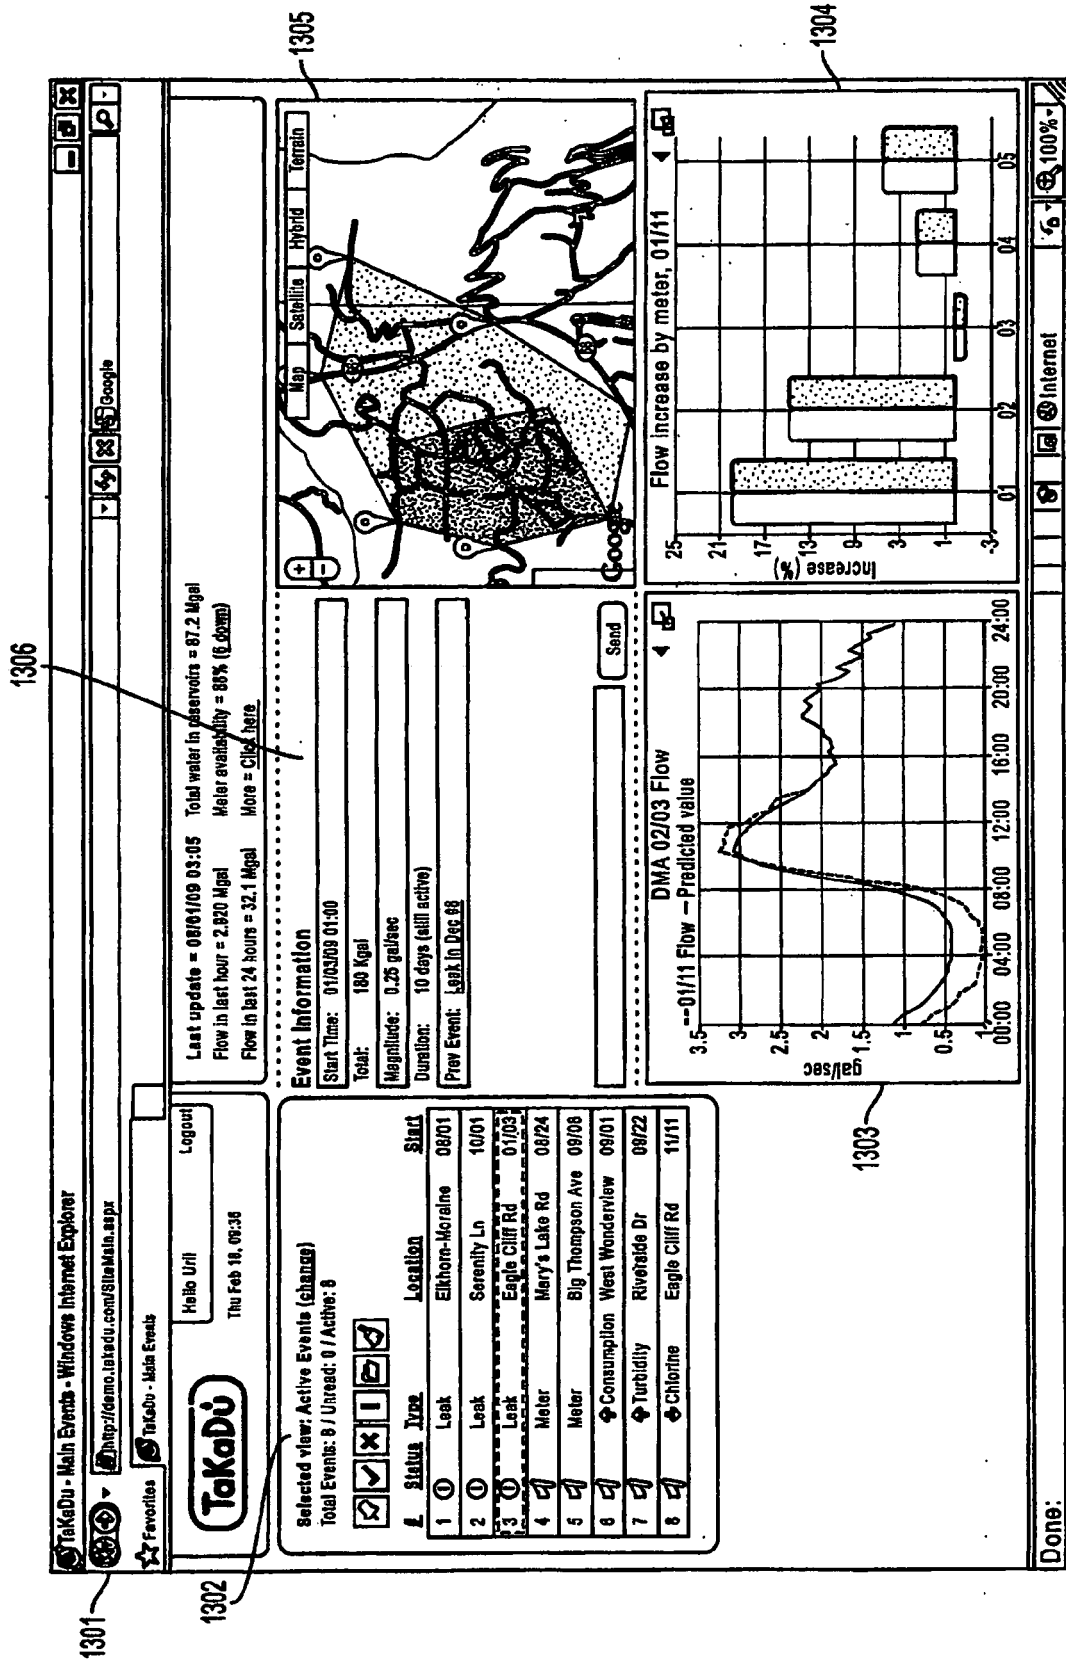 1306
1301
1302
1305
1304
1303
TaKaDu - Main Events - Windows Internet Explorer
http://demo.takadu.com/SiteMain.aspx
Google
Favorites
TaKaDu - Main Events
TaKaDu
Hello Uri!
Logout
Thu Feb 18, 09:36
Last update = 08/01/09 03:05
Total water in reservoirs = 87.2 Mgal
Flow in last hour = 2.920 Mgal
Meter availability = 86% (6 down)
Flow in last 24 hours = 32.1 Mgal
More = Click here
Selected view: Active Events (change)
Total Events: 8 / Unread: 0 / Active: 8
# Status Type Location Start
1 Leak Elkhorn-Moraine 08/01
2 Leak Serenity Ln 10/01
3 Leak Eagle Cliff Rd 01/03
4 Meter Mary's Lake Rd 08/24
5 Meter Big Thompson Ave 09/08
6 Consumption West Wonderview 09/01
7 Turbidity Riverside Dr 09/22
8 Chlorine Eagle Cliff Rd 11/11
Event Information
Start Time: 01/03/09 01:00
Total: 180 Kgal
Magnitude: 0.25 gal/sec
Duration: 10 days (still active)
Prev Event: Leak in Dec 98
Send
Map Satellite Hybrid Terrain
+
−
Google
DMA 02/03 Flow
--01/11 Flow —Predicted value
gal/sec
3.5
3
2.5
2
1.5
1
0.5
1
00:00 04:00 08:00 12:00 16:00 20:00 24:00
Flow increase by meter, 01/11
Increase (%)
25
21
17
13
9
3
1
-3
01 02 03 04 05
Done:
Internet
100%